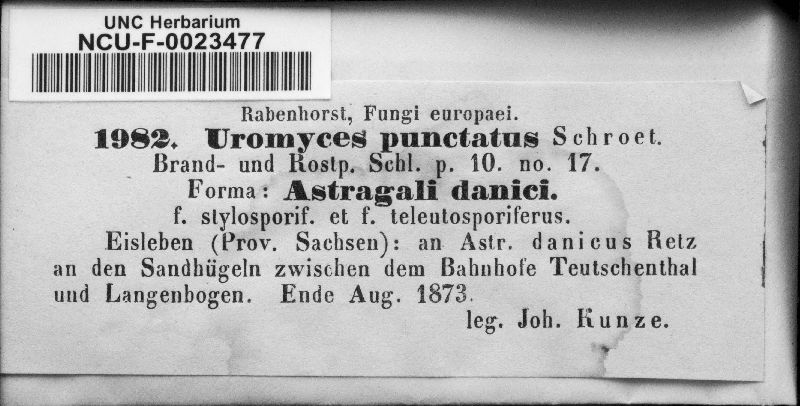 UNC Herbarium
NCU-F-0023477
Rabenhorst, Fungi europaei.
1982. Uromyces punctatus Schroet.
Brand- und Rostp. Schl. p. 10. no. 17.
Forma: Astragali danici.
f. stylosporif. et f. teleutosporiferus.
Eisleben (Prov. Sachsen): an Astr. danicus Retz
an den Sandhügeln zwischen dem Bahnhofe Teutschenthal
und Langenbogen. Ende Aug. 1873.
leg. Joh. Kunze.